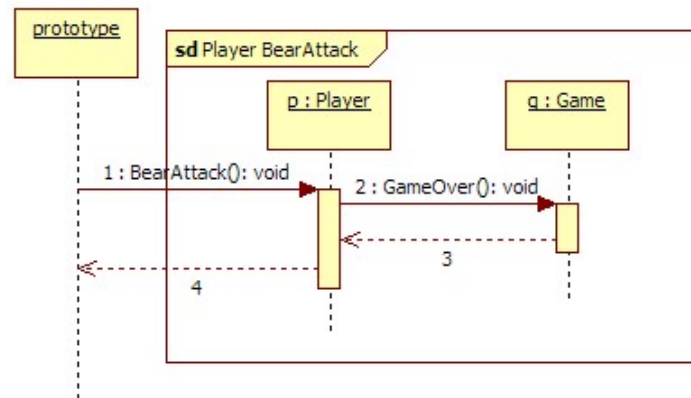 prototype
sd Player BearAttack
p : Player
g : Game
1 : BearAttack(): void
2 : GameOver(): void
3
4